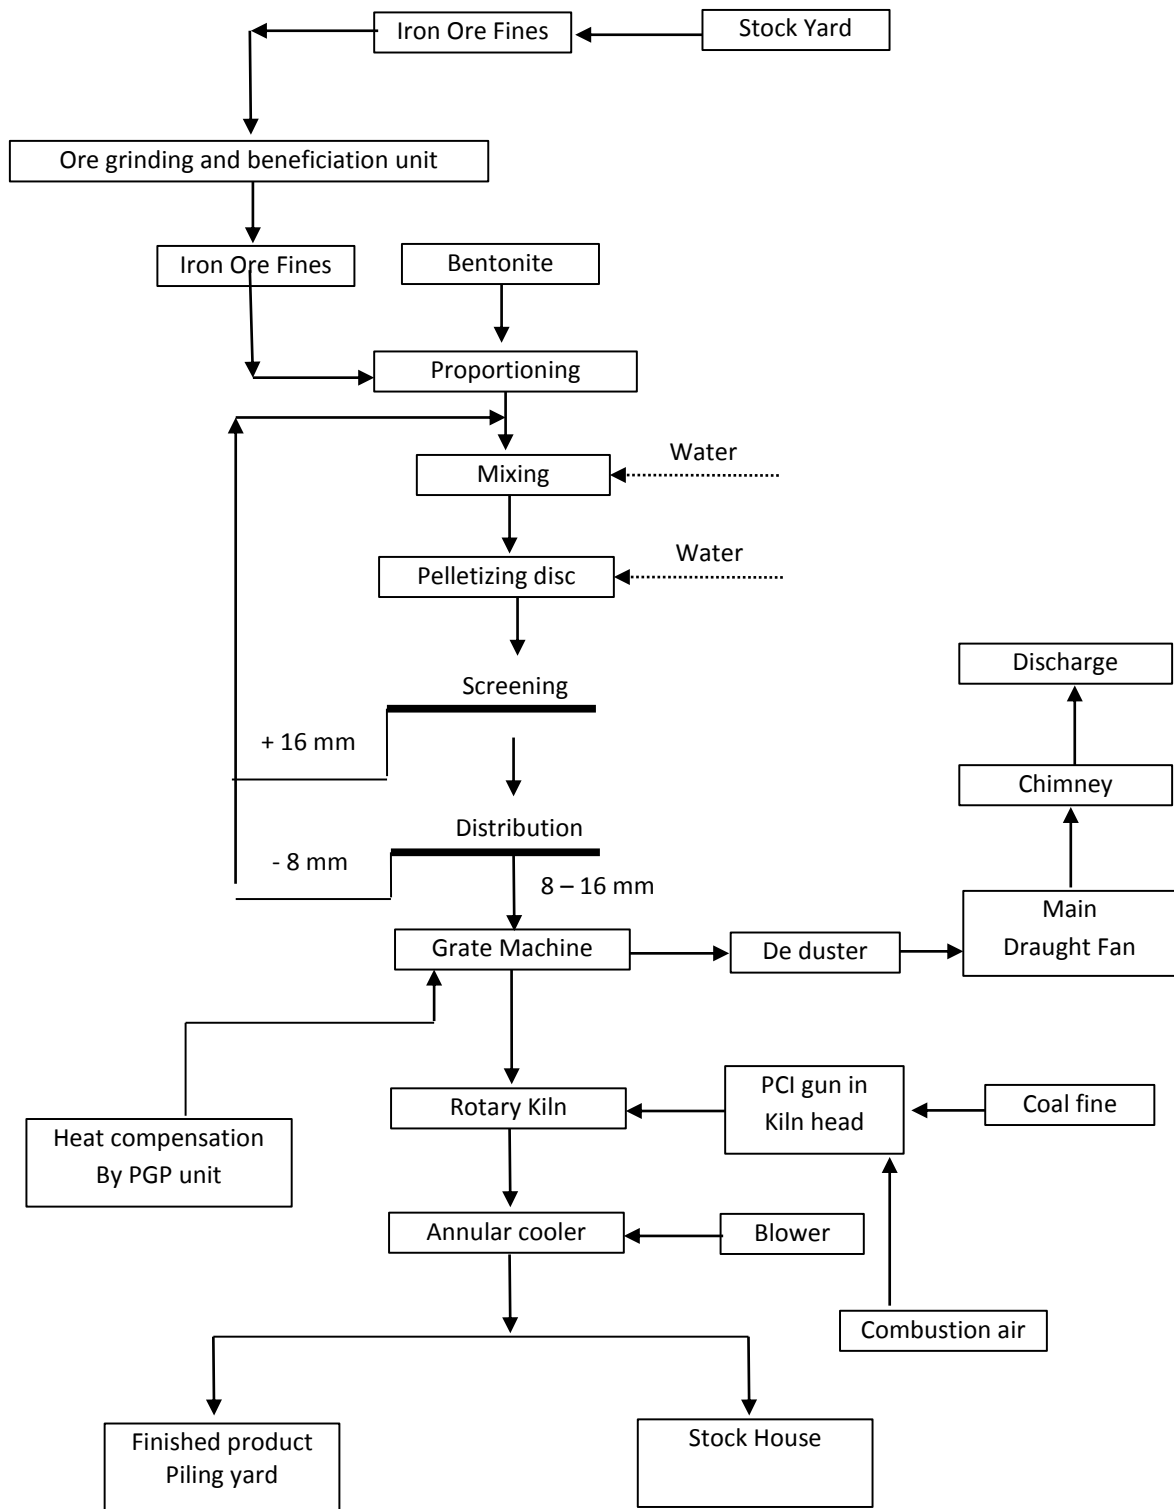 Iron Ore Fines
Stock Yard
Ore grinding and beneficiation unit
Iron Ore Fines
Bentonite
Proportioning
Water
Mixing
Water
Pelletizing disc
Screening
+ 16 mm
Distribution
- 8 mm
8 – 16 mm
Grate Machine
De duster
Main
Draught Fan
Chimney
Discharge
Heat compensation
By PGP unit
Rotary Kiln
PCI gun in
Kiln head
Coal fine
Annular cooler
Blower
Combustion air
Finished product
Piling yard
Stock House